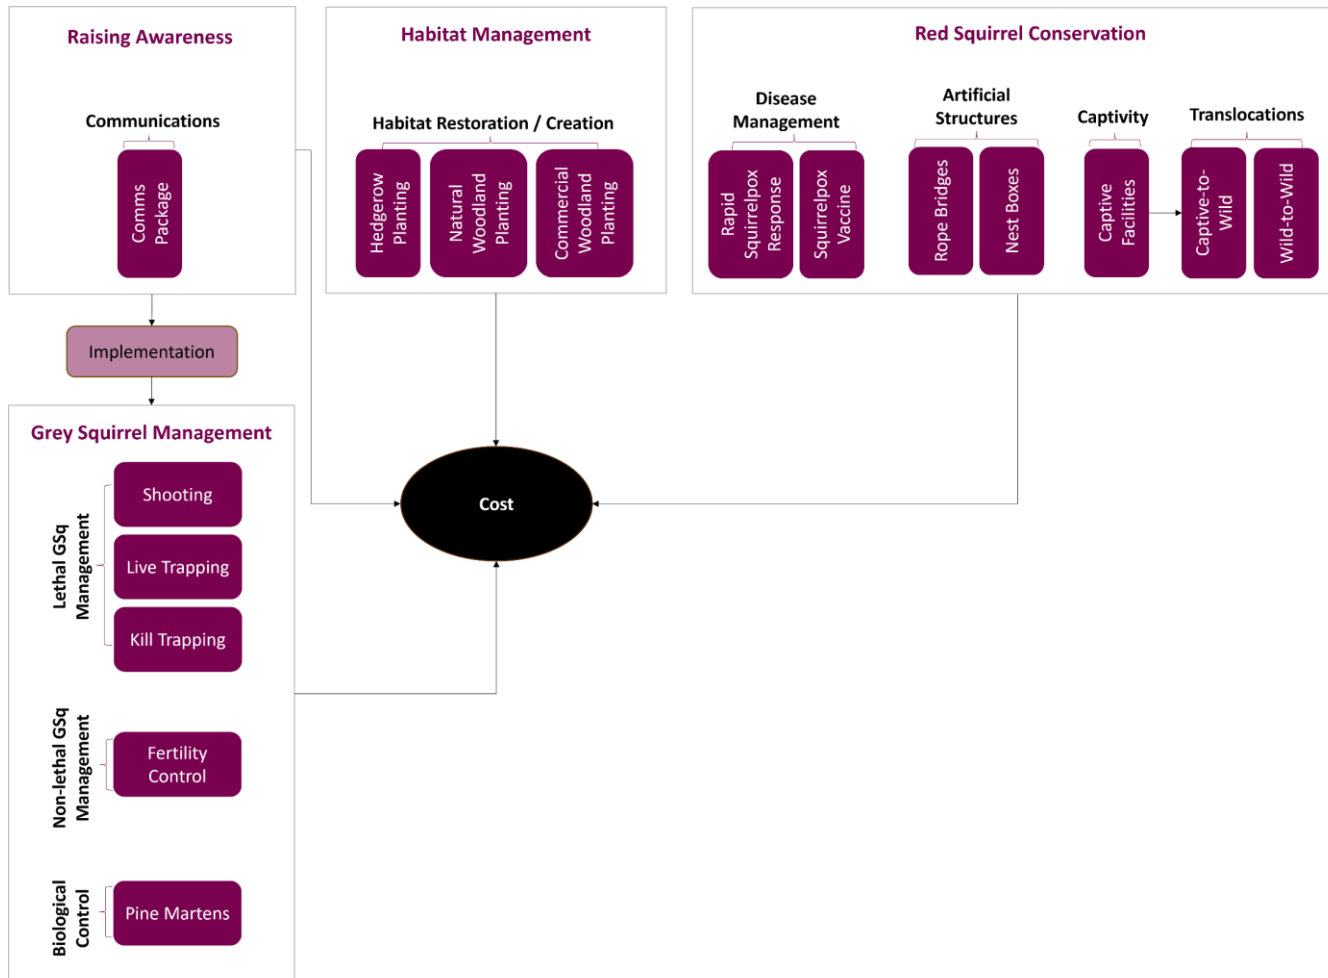 Raising Awareness
Communications
Comms
Package
Implementation
Habitat Management
Habitat Restoration / Creation
Hedgerow
Planting
Natural
Woodland
Planting
Commercial
Woodland
Planting
Red Squirrel Conservation
Disease
Management
Rapid
Squirrelpox
Response
Squirrelpox
Vaccine
Artificial
Structures
Rope Bridges
Nest Boxes
Captivity
Captive
Facilities
Translocations
Captive-to-
Wild
Wild-to-Wild
Grey Squirrel Management
Lethal GSq
Management
Shooting
Live Trapping
Kill Trapping
Non-lethal GSq
Management
Fertility
Control
Biological
Control
Pine Martens
Cost